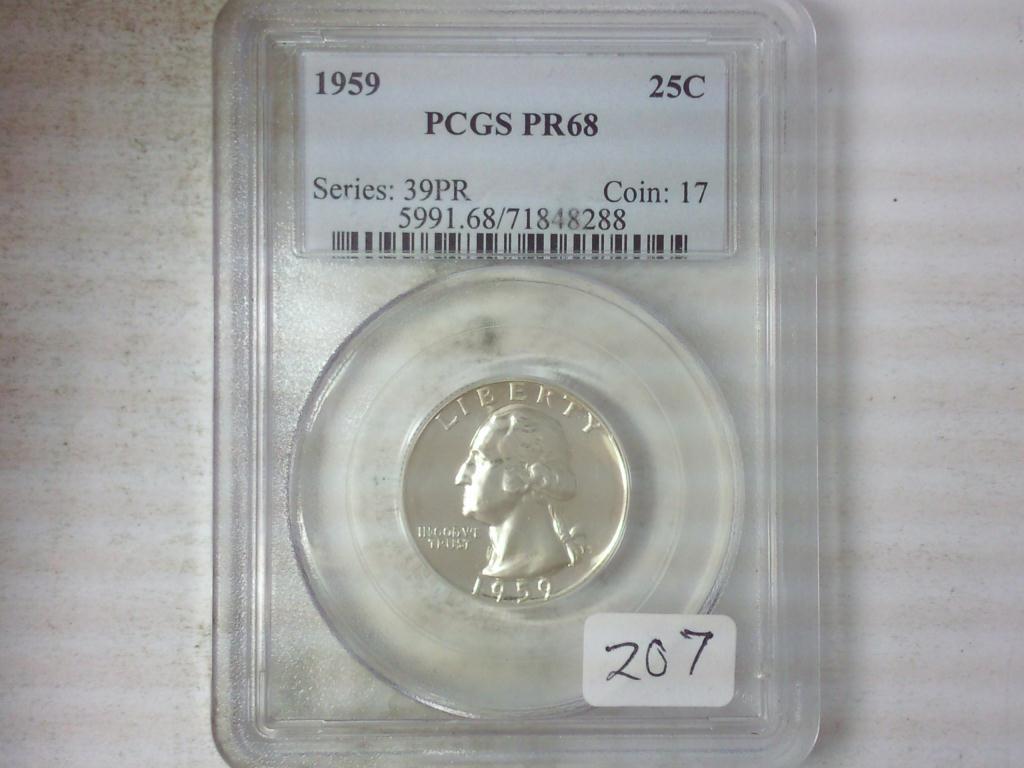 1959 25C
PCGS PR68
Series: 39PR Coin: 17
5991.68/71848288
LIBERTY
IN GOD WE
TRUST
1959
207